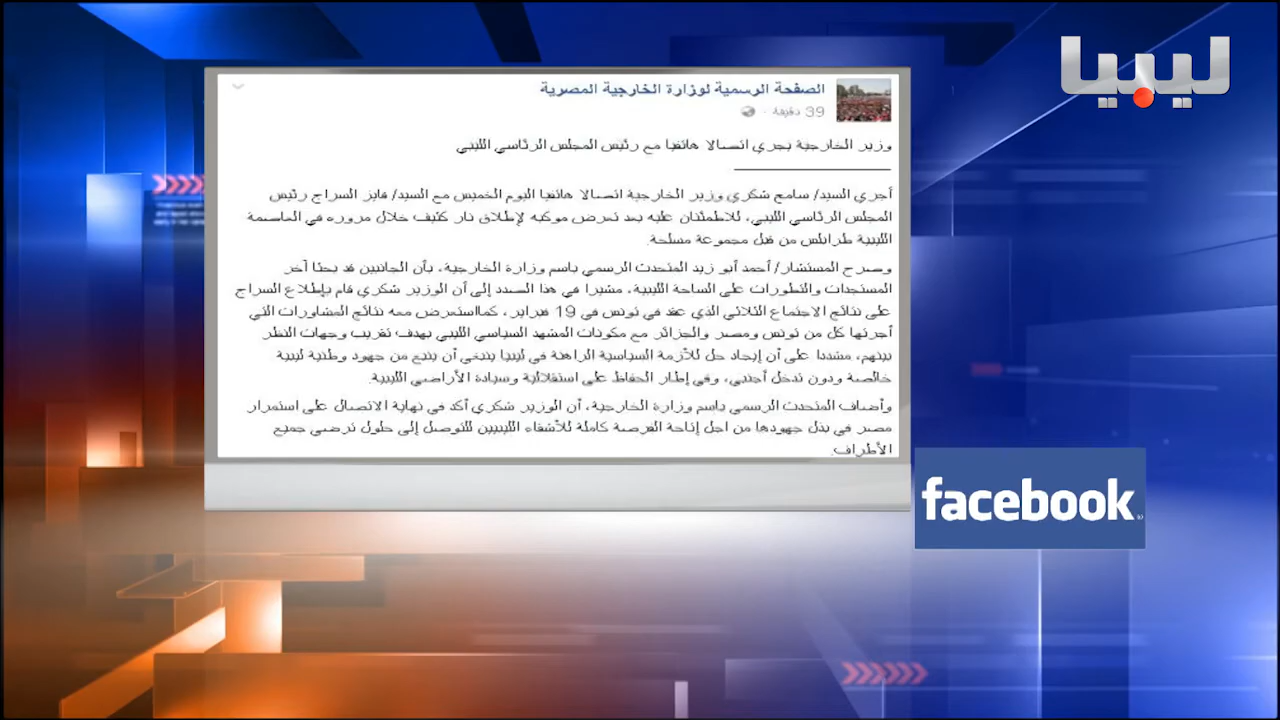 ليبيا
الصفحة الرسمية لوزارة الخارجية المصرية
39 دقيقة ·
وزير الخارجية يجري اتصالا هاتفيا مع رئيس المجلس الرئاسي الليبي
أجرى السيد/ سامح شكري وزير الخارجية اتصالا هاتفيا اليوم الخميس مع السيد/ فايز السراج رئيس
المجلس الرئاسي الليبي، للاطمئنان عليه بعد تعرض موكبه لإطلاق نار كثيف خلال مروره في العاصمة
الليبية طرابلس من قبل مجموعة مسلحة.
وصرح المستشار/ أحمد أبو زيد المتحدث الرسمي باسم وزارة الخارجية، بأن الجانبين قد بحثا آخر
المستجدات والتطورات على الساحة الليبية، مشيرا في هذا الصدد إلى أن الوزير شكري قام بإطلاع السراج
على نتائج الاجتماع الثلاثي الذي عقد في تونس في 19 فبراير، كمااستعرض معه نتائج المشاورات التي
أجرتها كل من تونس ومصر والجزائر مع مكونات المشهد السياسي الليبي بهدف تقريب وجهات النظر
بينهم، مشددا على أن إيجاد حل للأزمة السياسية الراهنة في ليبيا ينبغي أن ينبع من جهود وطنية ليبية
خالصة ودون تدخل أجنبي، وفي إطار الحفاظ على استقلالية وسيادة الأراضي الليبية.
وأضاف المتحدث الرسمي باسم وزارة الخارجية، أن الوزير شكري أكد في نهاية الاتصال على استمرار
مصر في بذل جهودها من اجل إتاحة الفرصة كاملة للأشقاء الليبيين للتوصل إلى حلول ترضي جميع
الأطراف.
facebook